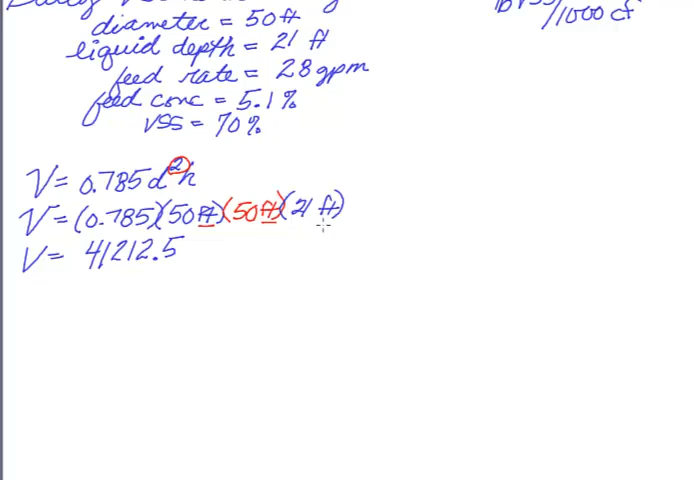 diameter = 50 ft
liquid depth = 21 ft
feed rate = 28 gpm
feed conc = 5.1%
VSS = 70%
/1000 cf
V = 0.785 d²h
V = (0.785)(50 ft)(50 ft)(21 ft)
V = 41212.5